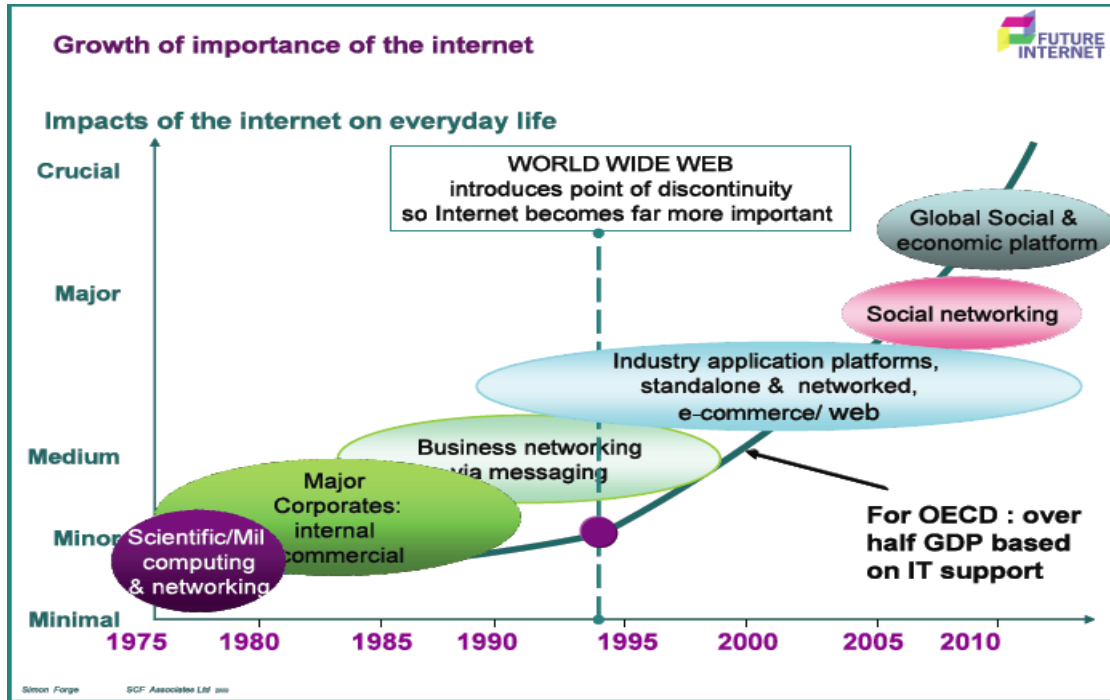 Growth of importance of the internet
FUTURE
INTERNET
Impacts of the internet on everyday life
Crucial
Major
Medium
Minor
Minimal
WORLD WIDE WEB
introduces point of discontinuity
so Internet becomes far more important
Global Social &
economic platform
Social networking
Industry application platforms,
standalone & networked,
e-commerce/ web
Business networking
via messaging
Major
Corporates:
internal
commercial
Scientific/Mil
computing
& networking
For OECD : over
half GDP based
on IT support
1975 1980 1985 1990 1995 2000 2005 2010
Simon Forge SCF Associates Ltd